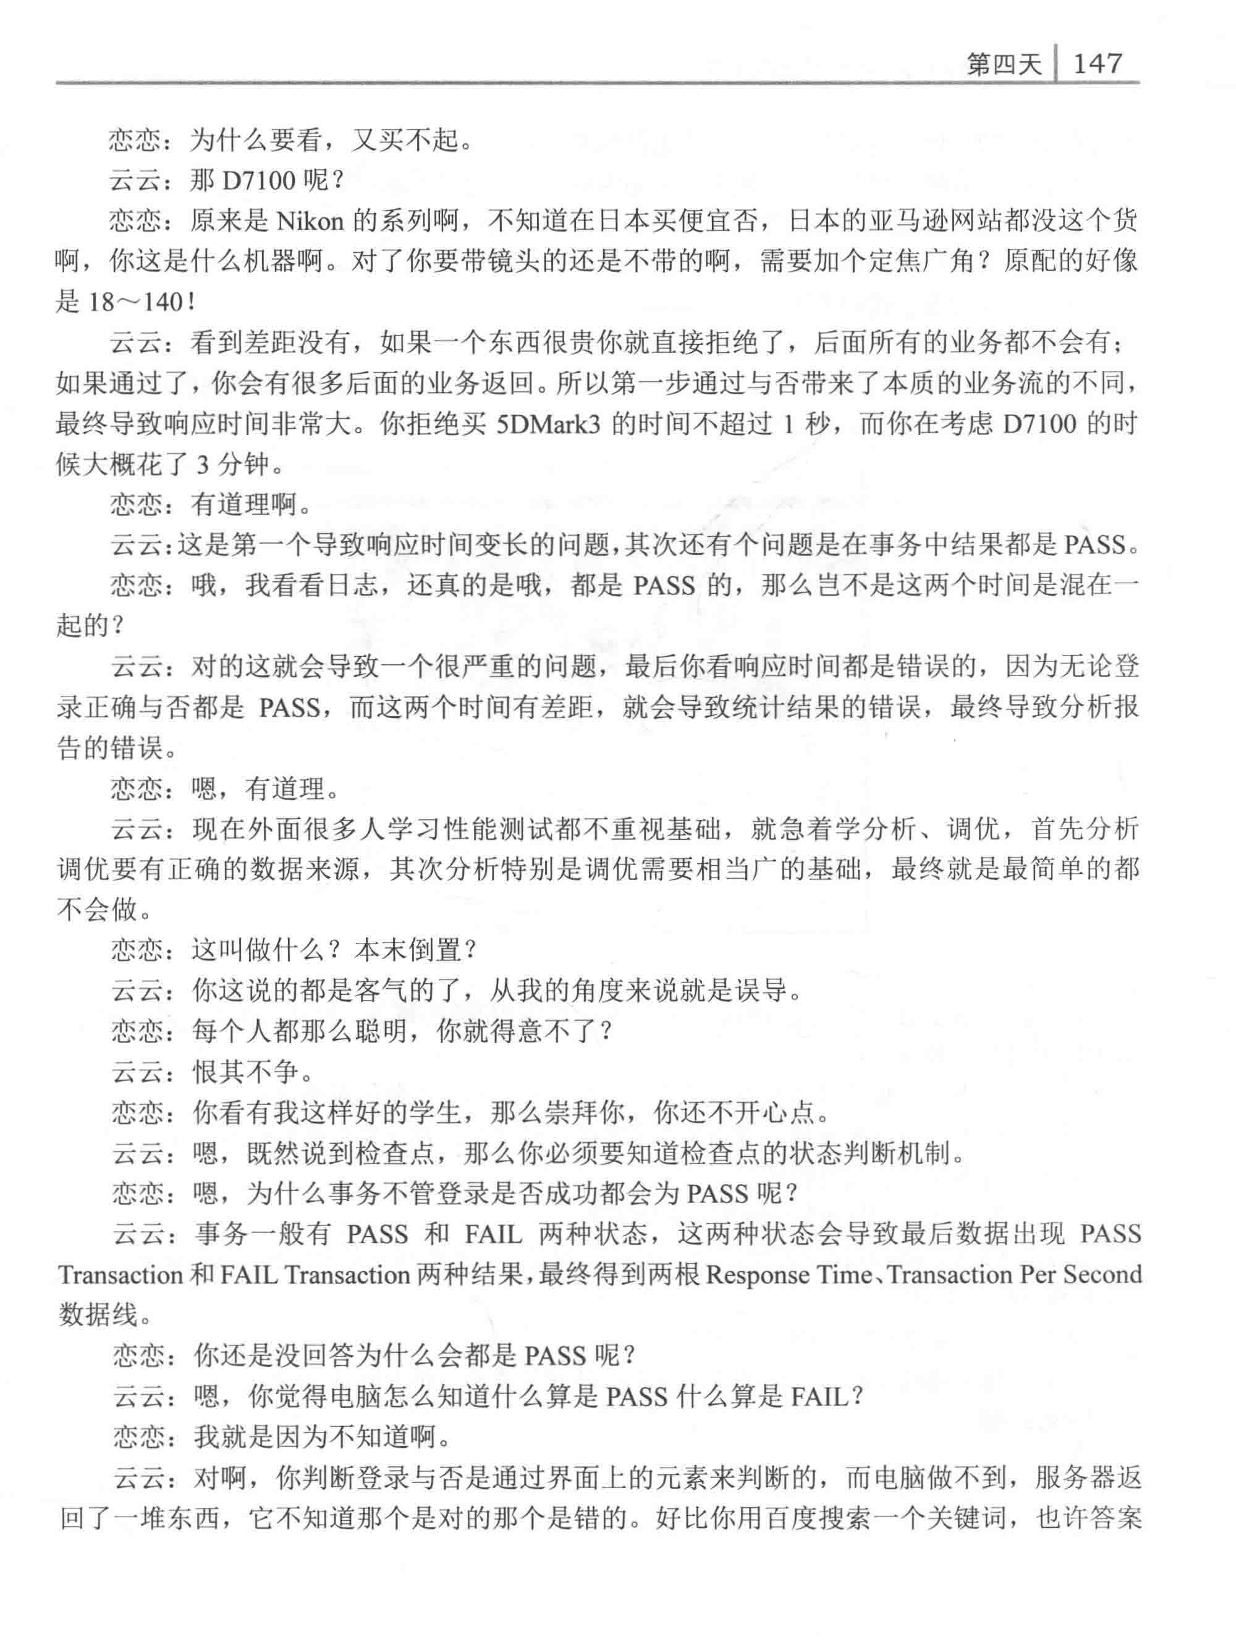 第四天 147
恋恋：为什么要看，又买不起。
云云：那 D7100 呢？
恋恋：原来是 Nikon 的系列啊，不知道在日本买便宜否，日本的亚马逊网站都没这个货
啊，你这是什么机器啊。对了你要带镜头的还是不带的啊，需要加个定焦广角？原配的好像
是 18～140！
云云：看到差距没有，如果一个东西很贵你就直接拒绝了，后面所有的业务都不会有；
如果通过了，你会有很多后面的业务返回。所以第一步通过与否带来了本质的业务流的不同，
最终导致响应时间非常大。你拒绝买 5DMark3 的时间不超过 1 秒，而你在考虑 D7100 的时
候大概花了 3 分钟。
恋恋：有道理啊。
云云：这是第一个导致响应时间变长的问题，其次还有个问题是在事务中结果都是 PASS。
恋恋：哦，我看看日志，还真的是哦，都是 PASS 的，那么岂不是这两个时间是混在一
起的？
云云：对的这就会导致一个很严重的问题，最后你看响应时间都是错误的，因为无论登
录正确与否都是 PASS，而这两个时间有差距，就会导致统计结果的错误，最终导致分析报
告的错误。
恋恋：嗯，有道理。
云云：现在外面很多人学习性能测试都不重视基础，就急着学分析、调优，首先分析
调优要有正确的数据来源，其次分析特别是调优需要相当广的基础，最终就是最简单的都
不会做。
恋恋：这叫做什么？本末倒置？
云云：你这说的都是客气的了，从我的角度来说就是误导。
恋恋：每个人都那么聪明，你就得意不了？
云云：恨其不争。
恋恋：你看有我这样好的学生，那么崇拜你，你还不开心点。
云云：嗯，既然说到检查点，那么你必须要知道检查点的状态判断机制。
恋恋：嗯，为什么事务不管登录是否成功都会为 PASS 呢？
云云：事务一般有 PASS 和 FAIL 两种状态，这两种状态会导致最后数据出现 PASS
Transaction 和 FAIL Transaction 两种结果，最终得到两根 Response Time、Transaction Per Second
数据线。
恋恋：你还是没回答为什么会都是 PASS 呢？
云云：嗯，你觉得电脑怎么知道什么算是 PASS 什么算是 FAIL？
恋恋：我就是因为不知道啊。
云云：对啊，你判断登录与否是通过界面上的元素来判断的，而电脑做不到，服务器返
回了一堆东西，它不知道那个是对的那个是错的。好比你用百度搜索一个关键词，也许答案